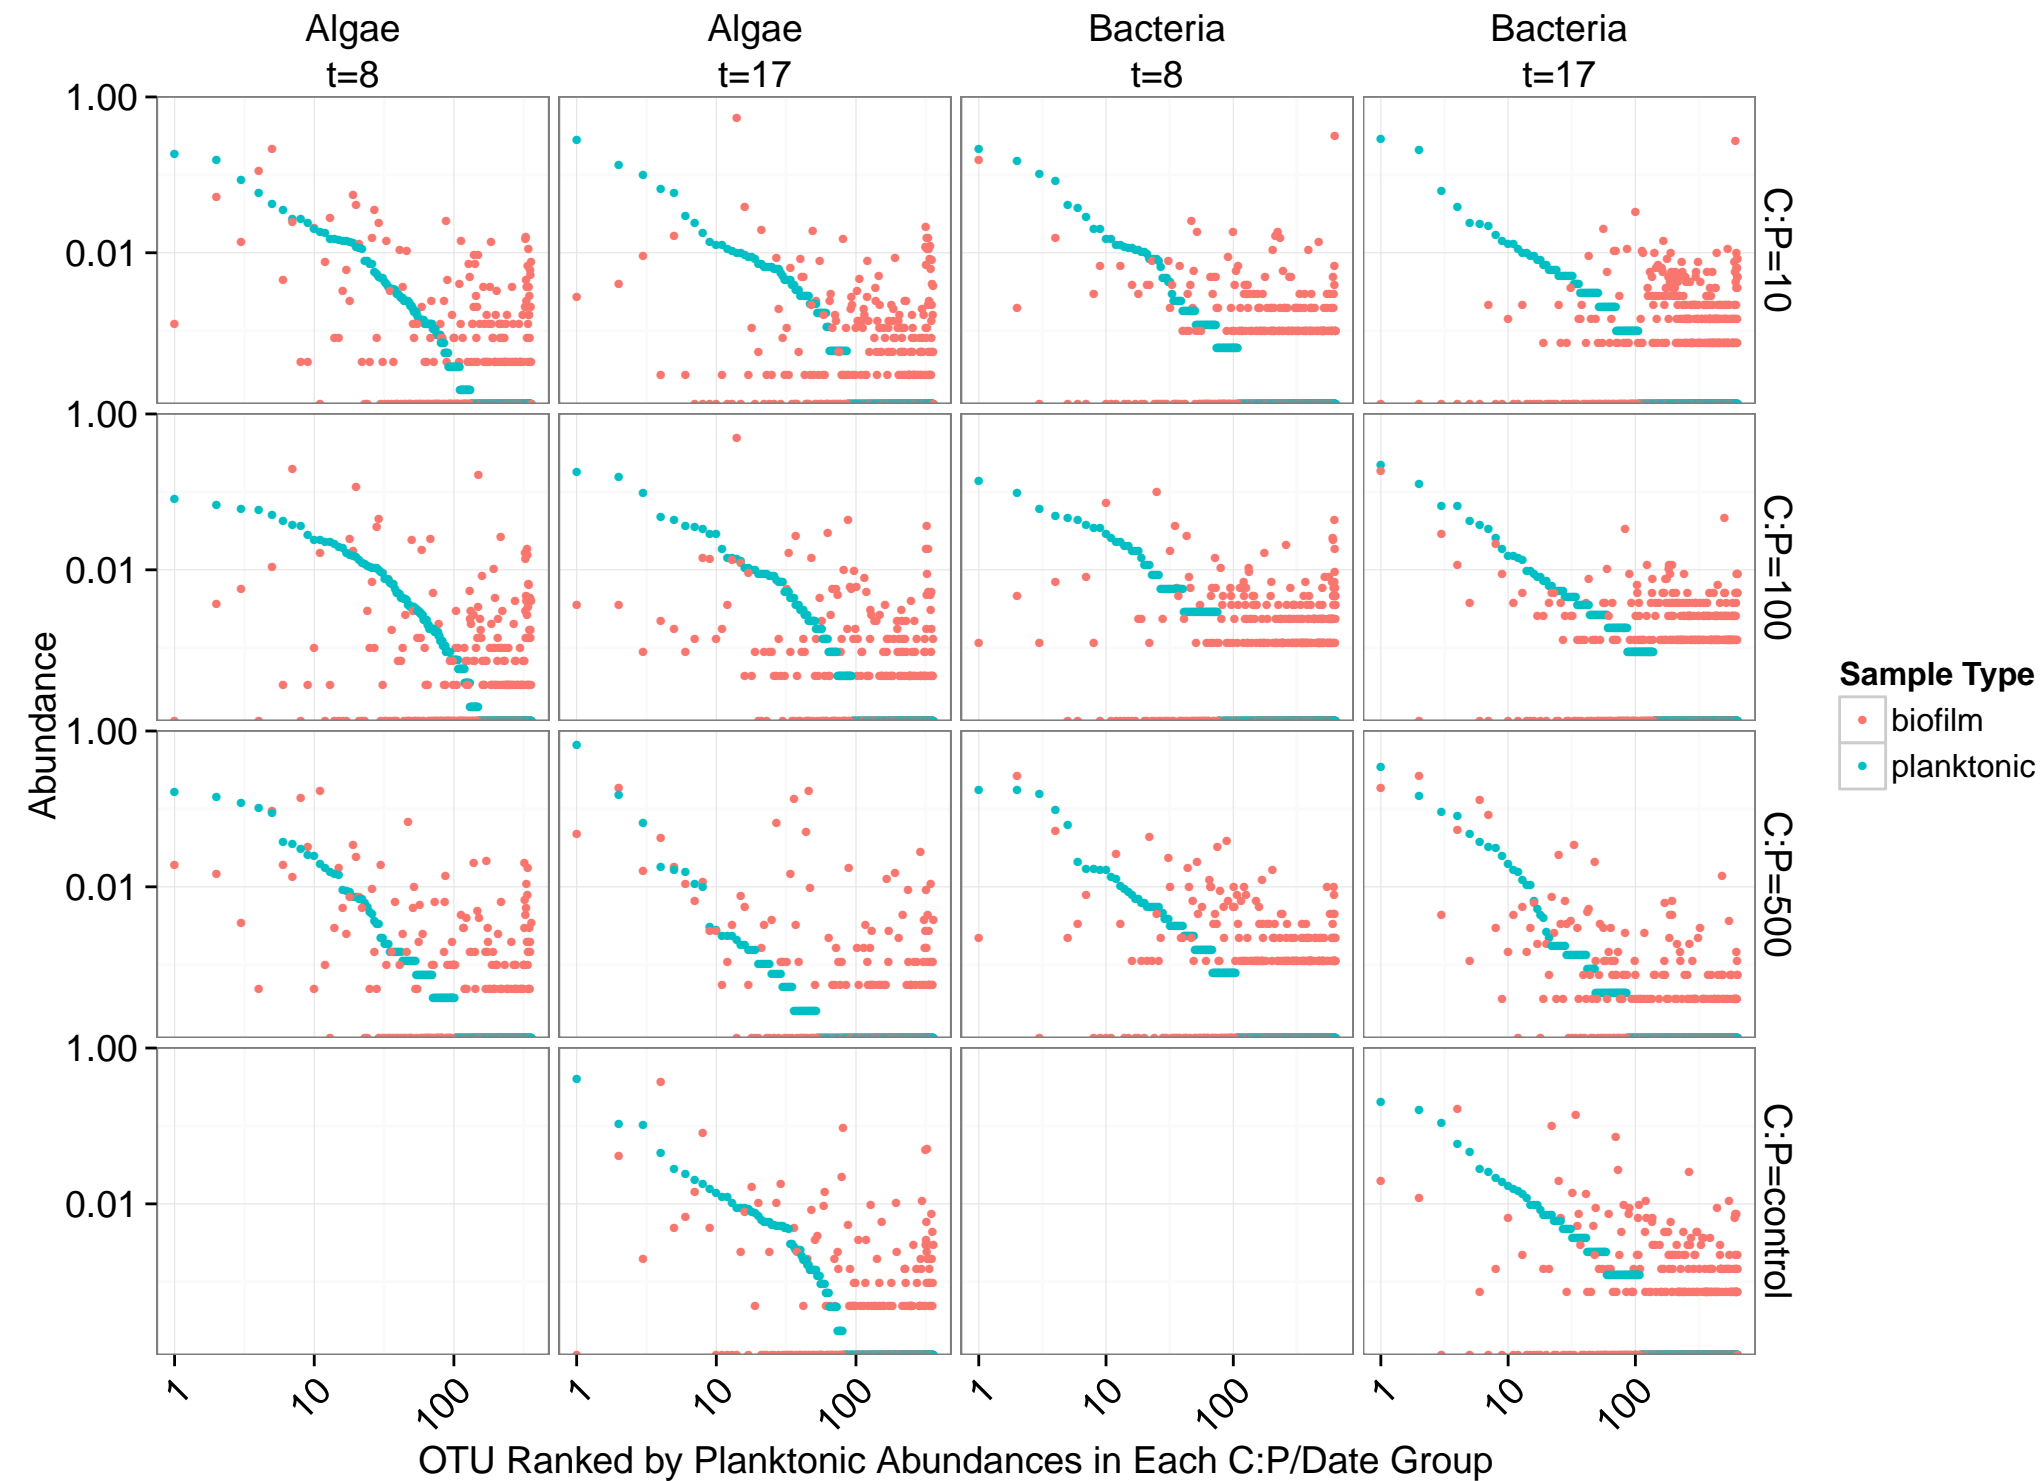 Algae Algae Bacteria Bacteria
t=8 t=17 t=8 t=17
1.00
0.01
C:P=10
1.00
0.01
C:P=100
1.00
0.01
C:P=500
1.00
0.01
C:P=control
Abundance
Sample Type
biofilm
planktonic
1 10 100 1 10 100 1 10 100 1 10 100
OTU Ranked by Planktonic Abundances in Each C:P/Date Group